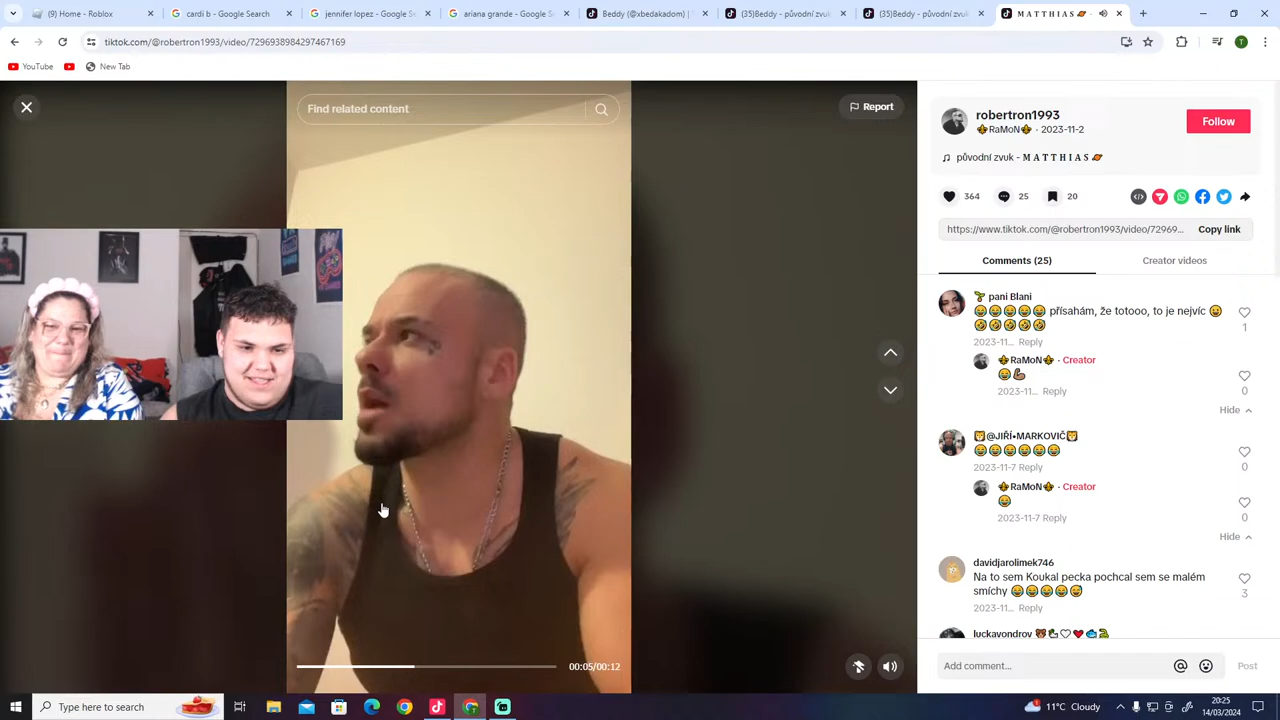 (9) Home - Roblox
cardi b - Google Search
jennifer lopez - Google Se
ariana grande - Google S
Beddy (@xbedakadom) |
(35)Beddy - původní zvuk
(35)Beddy - původní zvuk
M A T T H I A S 🪐 -
tiktok.com/@robertron1993/video/7296938984297467169
YouTube
New Tab
Find related content
Report
robertron1993
⚜️RaMoN⚜️ · 2023-11-2
Follow
♫ původní zvuk - M A T T H I A S 🪐
364
25
20
https://www.tiktok.com/@robertron1993/video/72969...
Copy link
Comments (25)
Creator videos
pani Blani
😂😂😂😂😂 přísahám, že totooo, to je nejvíc 😄
🤣🤣🤣🤣🤣
1
2023-11... Reply
⚜️RaMoN⚜️ · Creator
😂💪🏽
2023-11... Reply
0
Hide
🐯@JIŘÍ•MARKOVIČ🐯
😂😂😂😂😂😂
2023-11-7 Reply
0
⚜️RaMoN⚜️ · Creator
😂
2023-11-7 Reply
0
Hide
davidjarolimek746
Na to sem Koukal pecka pochcal sem se malém
smíchy 😂😂😂😂😅
3
2023-11... Reply
luckavondrov
00:05/00:12
Add comment...
Post
Type here to search
11°C Cloudy
20:25
14/03/2024